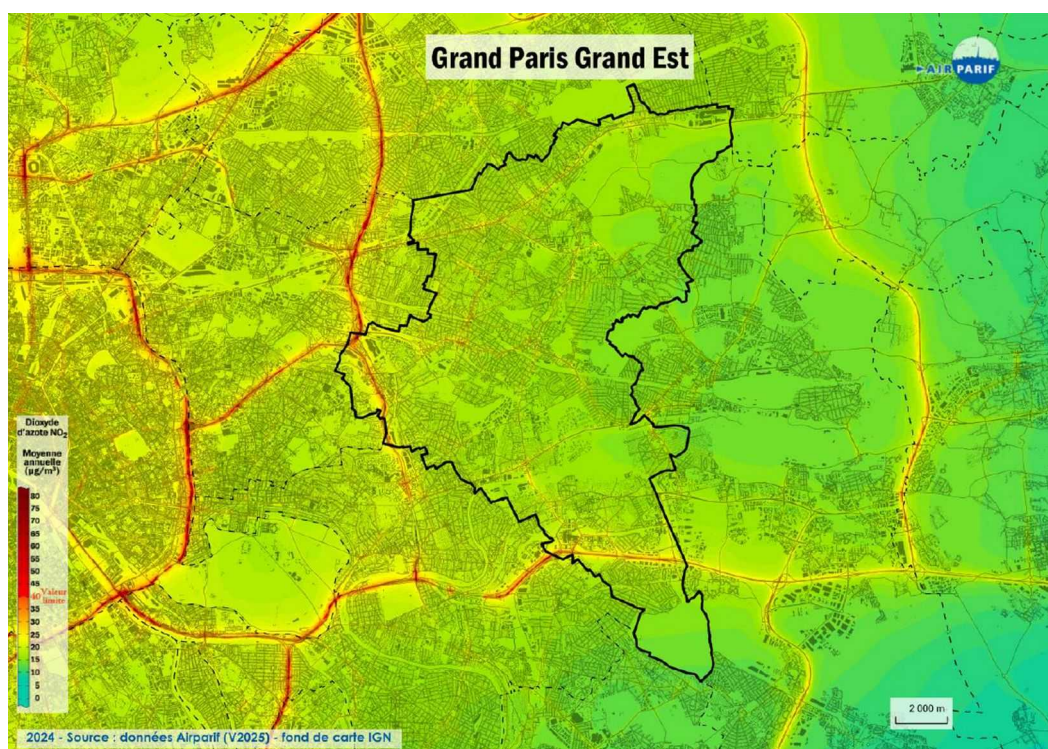 Grand Paris Grand Est
AIRPARIF
Dioxyde
d'azote NO₂
Moyenne
annuelle
(µg/m³)
80
75
70
65
60
55
50
45
40 Valeur
limite
35
30
25
20
15
10
5
0
2 000 m
2024 - Source : données Airparif (V2025) - fond de carte IGN